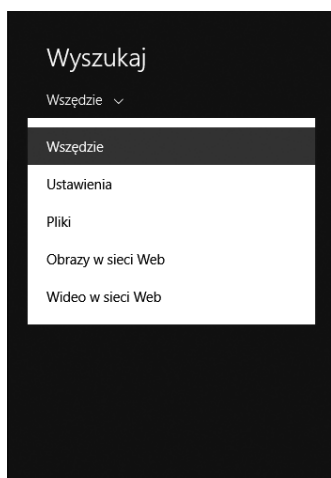 Wyszukaj
Wszędzie
Wszędzie
Ustawienia
Pliki
Obrazy w sieci Web
Wideo w sieci Web